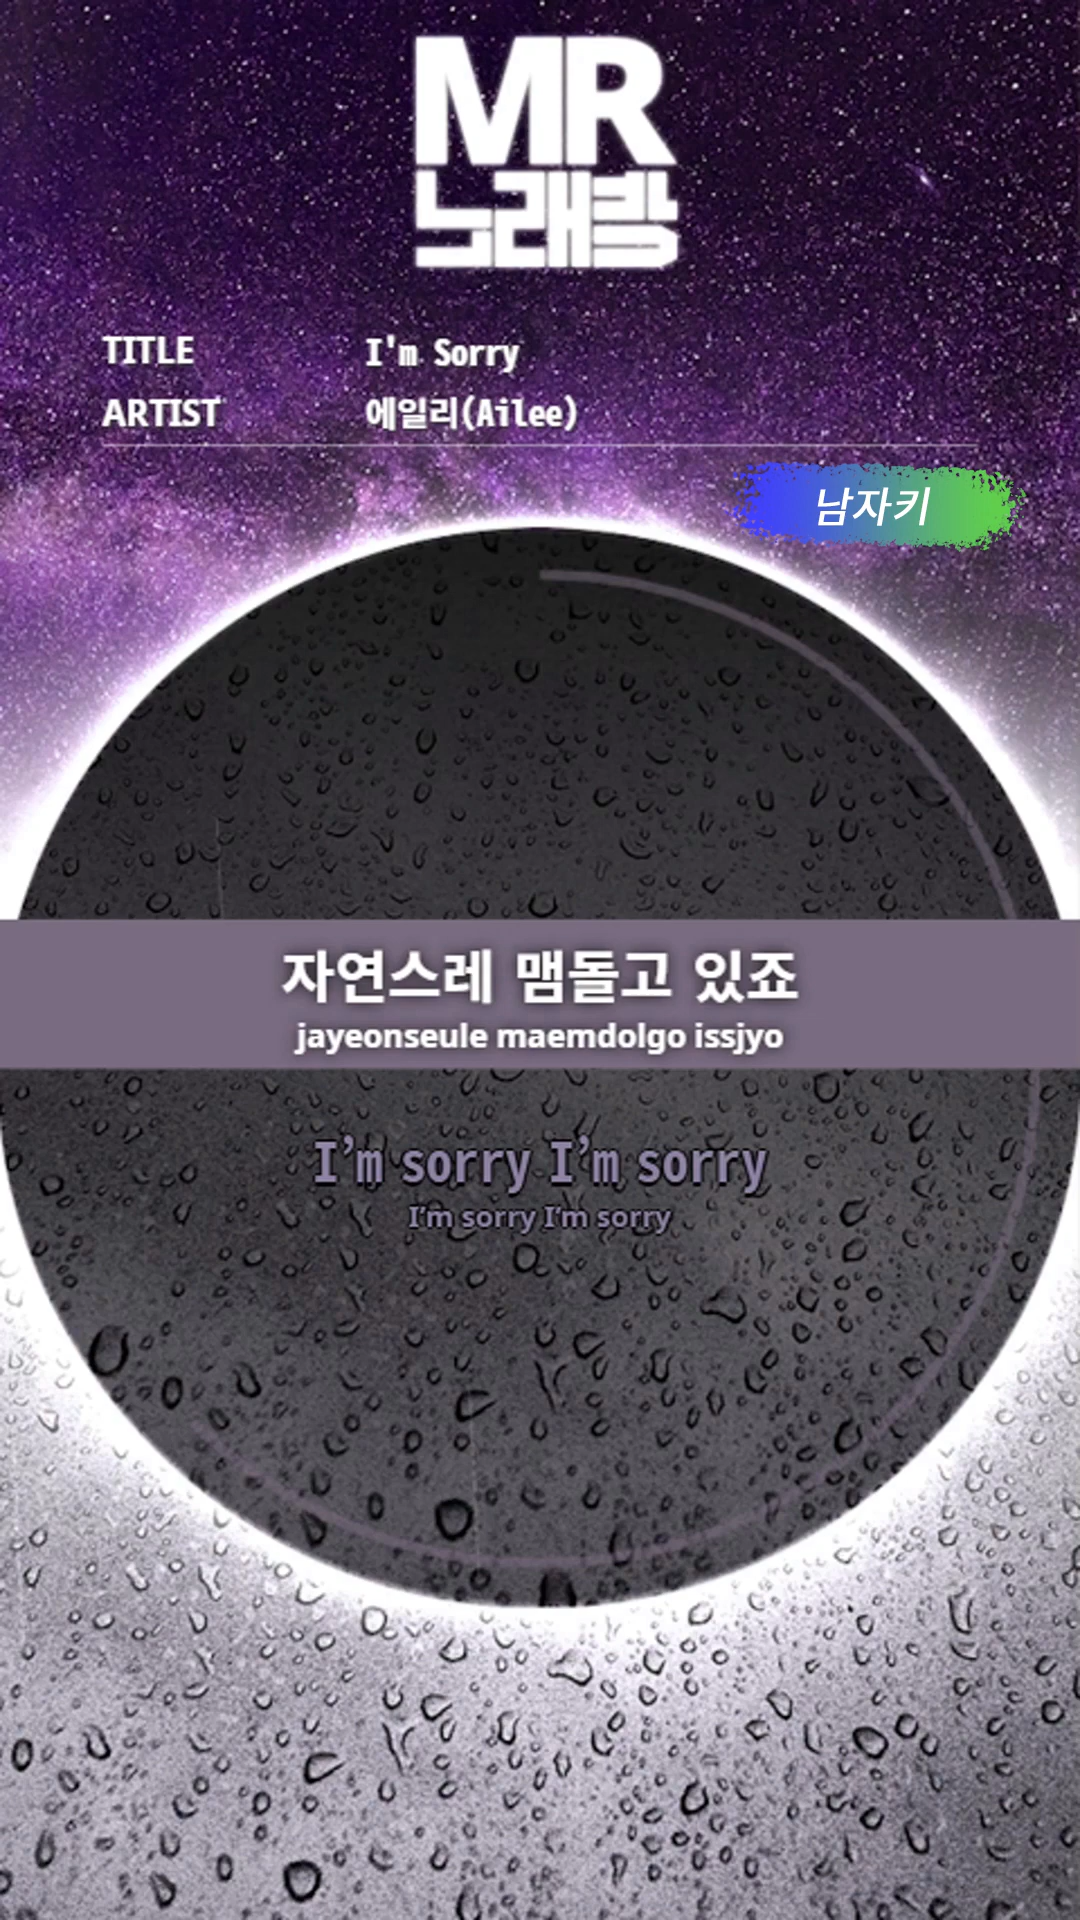 MR
노래방
TITLE I'm Sorry
ARTIST 에일리(Ailee)
남자키
자연스레 맴돌고 있죠
jayeonseule maemdolgo issjyo
I’m sorry I’m sorry
I’m sorry I’m sorry